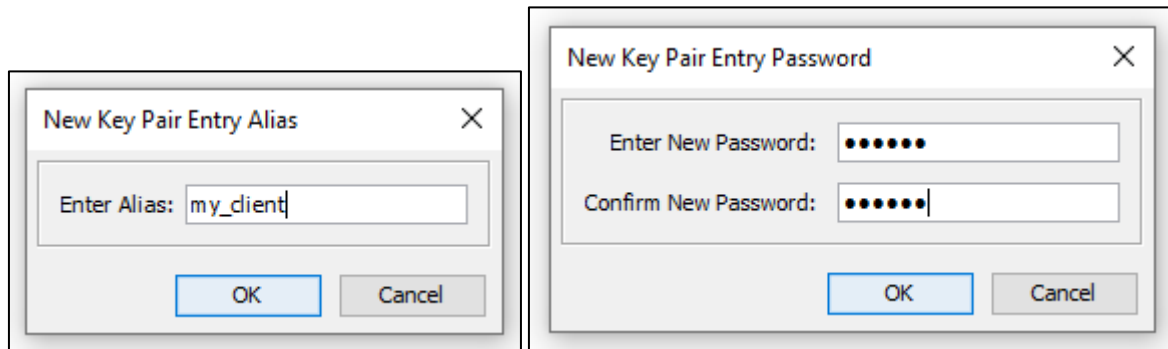 New Key Pair Entry Alias
Enter Alias: my_client
OK Cancel
New Key Pair Entry Password
Enter New Password: ●●●●●●
Confirm New Password: ●●●●●●
OK Cancel